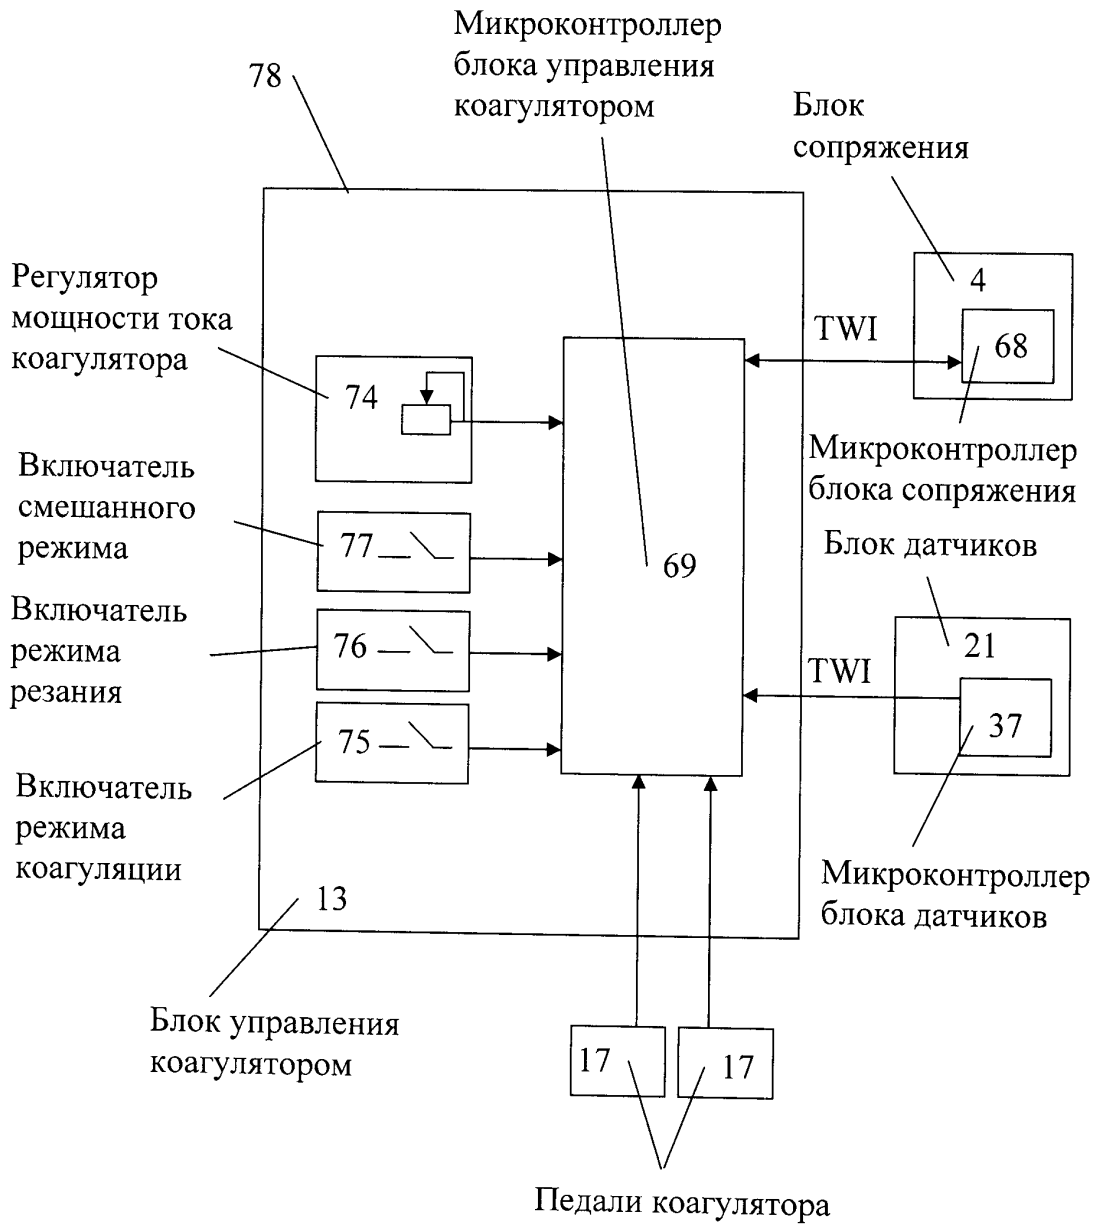 Микроконтроллер
блока управления
коагулятором
78
Блок
сопряжения
4
Регулятор
мощности тока
коагулятора
TWI
68
74
Включатель
смешанного
режима
Микроконтроллер
блока сопряжения
77
69
Блок датчиков
Включатель
режима
резания
76
21
TWI
37
75
Включатель
режима
коагуляции
Микроконтроллер
блока датчиков
13
Блок управления
коагулятором
17
17
Педали коагулятора